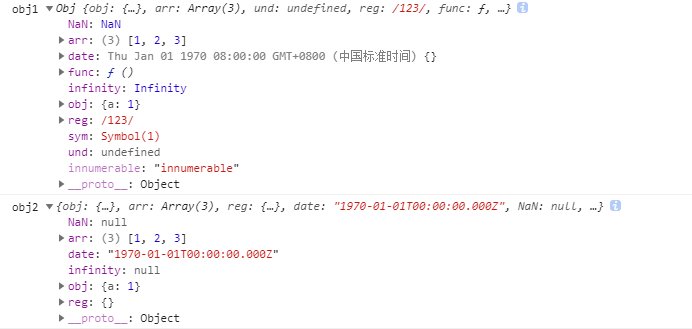 obj1 ▼Obj {obj: {…}, arr: Array(3), und: undefined, reg: /123/, func: ƒ, …} i
NaN: NaN
▶arr: (3) [1, 2, 3]
▶date: Thu Jan 01 1970 08:00:00 GMT+0800 (中国标准时间) {}
▶func: ƒ ()
infinity: Infinity
▶obj: {a: 1}
▶reg: /123/
sym: Symbol(1)
und: undefined
innumerable: "innumerable"
▶__proto__: Object
obj2 ▼{obj: {…}, arr: Array(3), reg: {…}, date: "1970-01-01T00:00:00.000Z", NaN: null, …} i
NaN: null
▶arr: (3) [1, 2, 3]
date: "1970-01-01T00:00:00.000Z"
infinity: null
▶obj: {a: 1}
▶reg: {}
▶__proto__: Object